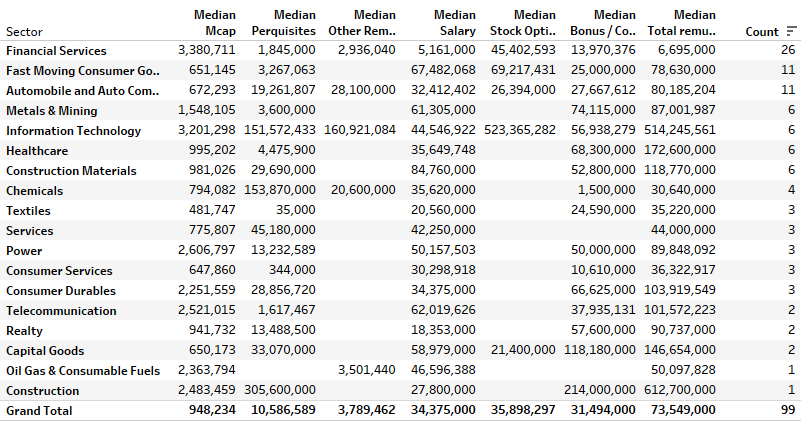 Median Median Median Median Median Median Median
Sector Mcap Perquisites Other Rem.. Salary Stock Opti.. Bonus / Co.. Total remu.. Count
Financial Services 3,380,711 1,845,000 2,936,040 5,161,000 45,402,593 13,970,376 6,695,000 26
Fast Moving Consumer Go.. 651,145 3,267,063 67,482,068 69,217,431 25,000,000 78,630,000 11
Automobile and Auto Com.. 672,293 19,261,807 28,100,000 32,412,402 26,394,000 27,667,612 80,185,204 11
Metals & Mining 1,548,105 3,600,000 61,305,000 74,115,000 87,001,987 6
Information Technology 3,201,298 151,572,433 160,921,084 44,546,922 523,365,282 56,938,279 514,245,561 6
Healthcare 995,202 4,475,900 35,649,748 68,300,000 172,600,000 6
Construction Materials 981,026 29,690,000 84,760,000 52,800,000 118,770,000 6
Chemicals 794,082 153,870,000 20,600,000 35,620,000 1,500,000 30,640,000 4
Textiles 481,747 35,000 20,560,000 24,590,000 35,220,000 3
Services 775,807 45,180,000 42,250,000 44,000,000 3
Power 2,606,797 13,232,589 50,157,503 50,000,000 89,848,092 3
Consumer Services 647,860 344,000 30,298,918 10,610,000 36,322,917 3
Consumer Durables 2,251,559 28,856,720 34,375,000 66,625,000 103,919,549 3
Telecommunication 2,521,015 1,617,467 62,019,626 37,935,131 101,572,223 2
Realty 941,732 13,488,500 18,353,000 57,600,000 90,737,000 2
Capital Goods 650,173 33,070,000 58,979,000 21,400,000 118,180,000 146,654,000 2
Oil Gas & Consumable Fuels 2,363,794 3,501,440 46,596,388 50,097,828 1
Construction 2,483,459 305,600,000 27,800,000 214,000,000 612,700,000 1
Grand Total 948,234 10,586,589 3,789,462 34,375,000 35,898,297 31,494,000 73,549,000 99